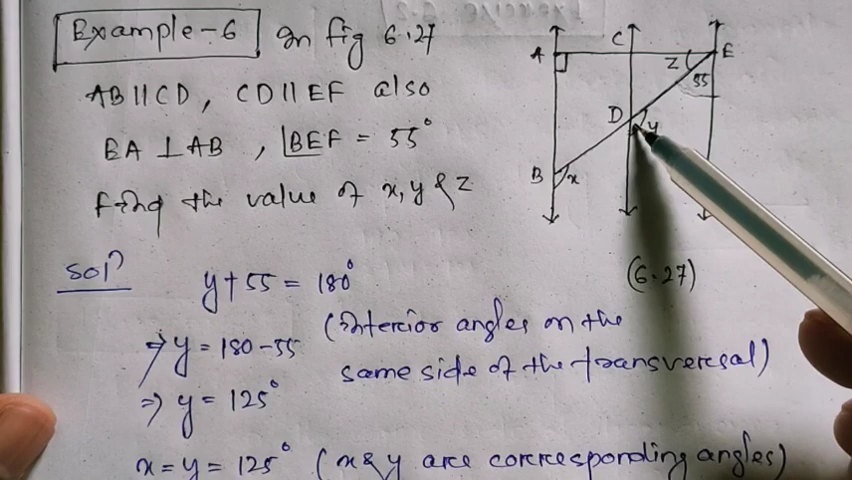 Example-6 In fig 6.27
AB||CD, CD||EF also
EA ⊥ AB, ∠BEF = 55°
Find the value of x, y & z
A
C
E
z
55
D
y
B
x
(6.27)
Solⁿ
y + 55 = 180°
(Interior angles on the
same side of the transversal)
⇒ y = 180 - 55
⇒ y = 125°
x = y = 125° (x & y are corresponding angles)